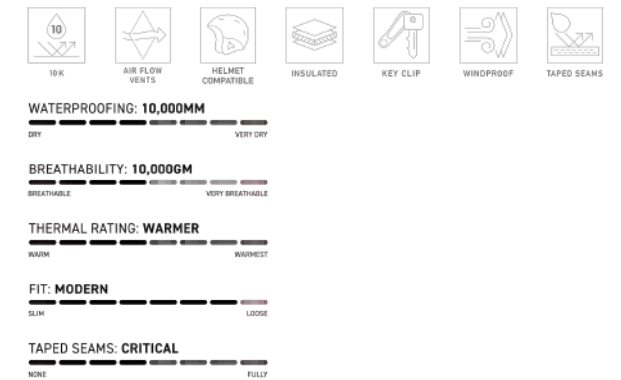 10
10K
AIR FLOW
VENTS
HELMET
COMPATIBLE
INSULATED
KEY CLIP
WINDPROOF
TAPED SEAMS
WATERPROOFING: 10,000MM
DRY VERY DRY
BREATHABILITY: 10,000GM
BREATHABLE VERY BREATHABLE
THERMAL RATING: WARMER
WARM WARMEST
FIT: MODERN
SLIM LOOSE
TAPED SEAMS: CRITICAL
NONE FULLY